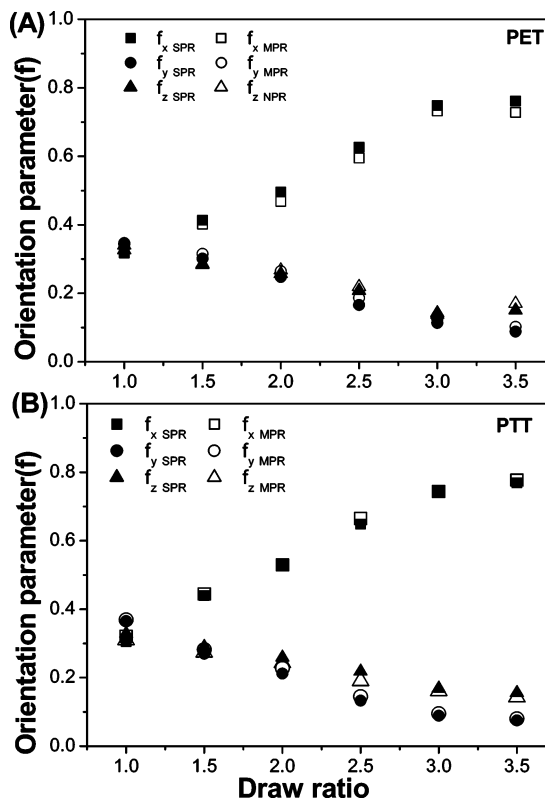 (A)
PET
f x SPR
f x MPR
f y SPR
f y MPR
f z SPR
f z NPR
Orientation parameter(f)
1.0
0.8
0.6
0.4
0.2
0.0
1.0 1.5 2.0 2.5 3.0 3.5
(B)
PTT
f x SPR
f x MPR
f y SPR
f y MPR
f z SPR
f z MPR
Orientation parameter(f)
1.0
0.8
0.6
0.4
0.2
0.0
1.0 1.5 2.0 2.5 3.0 3.5
Draw ratio